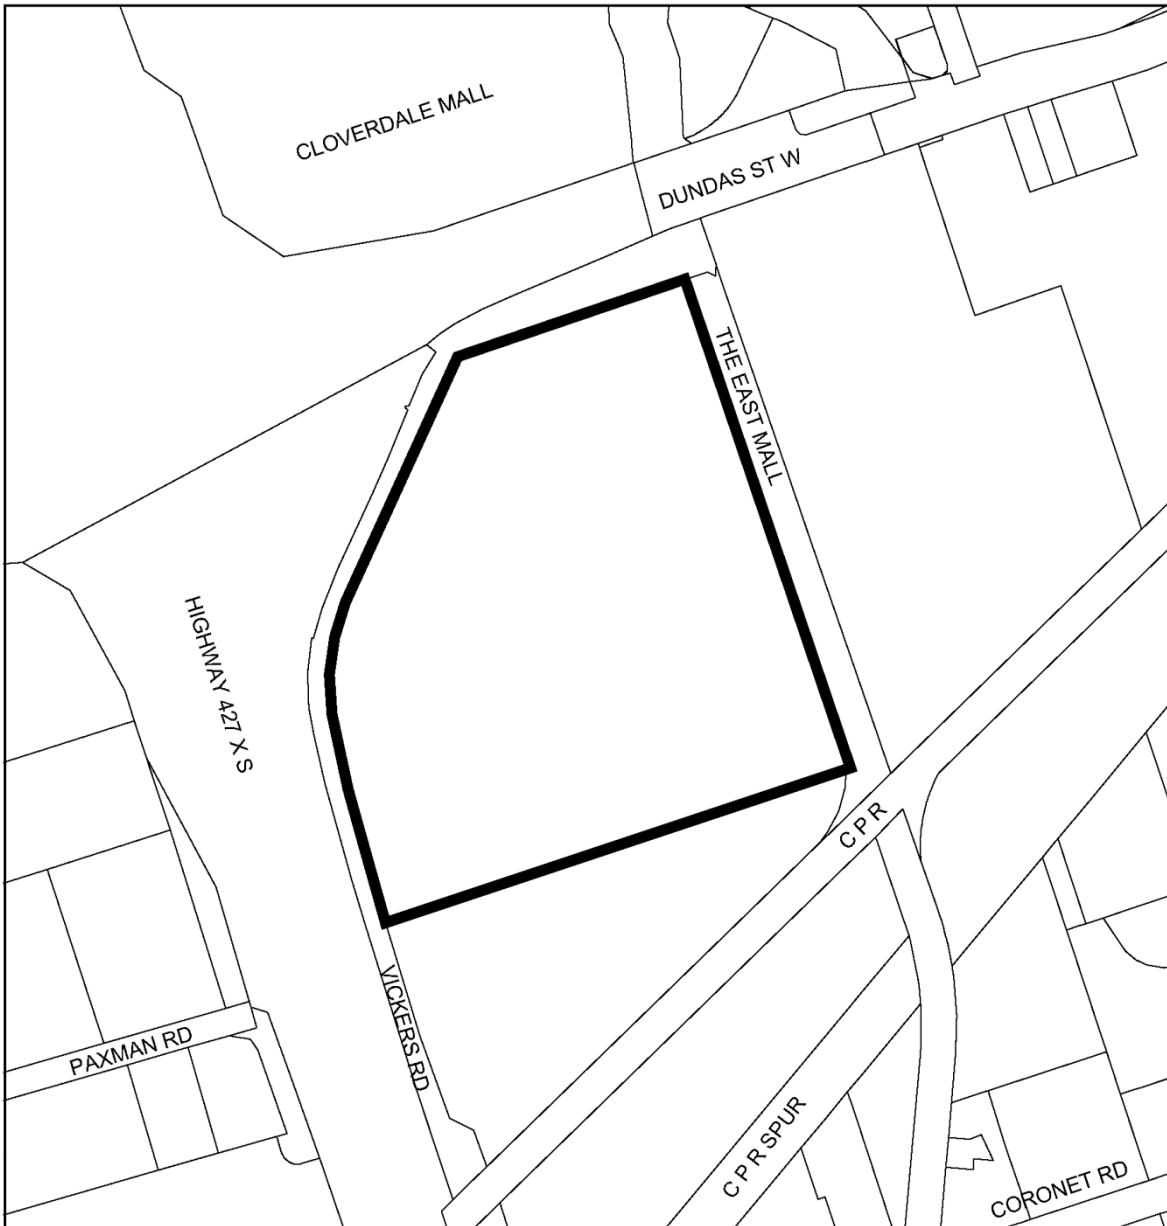 CLOVERDALE MALL
DUNDAS ST W
THE EAST MALL
HIGHWAY 427 X S
C P R
VICKERS RD
PAXMAN RD
C P R SPUR
CORONET RD